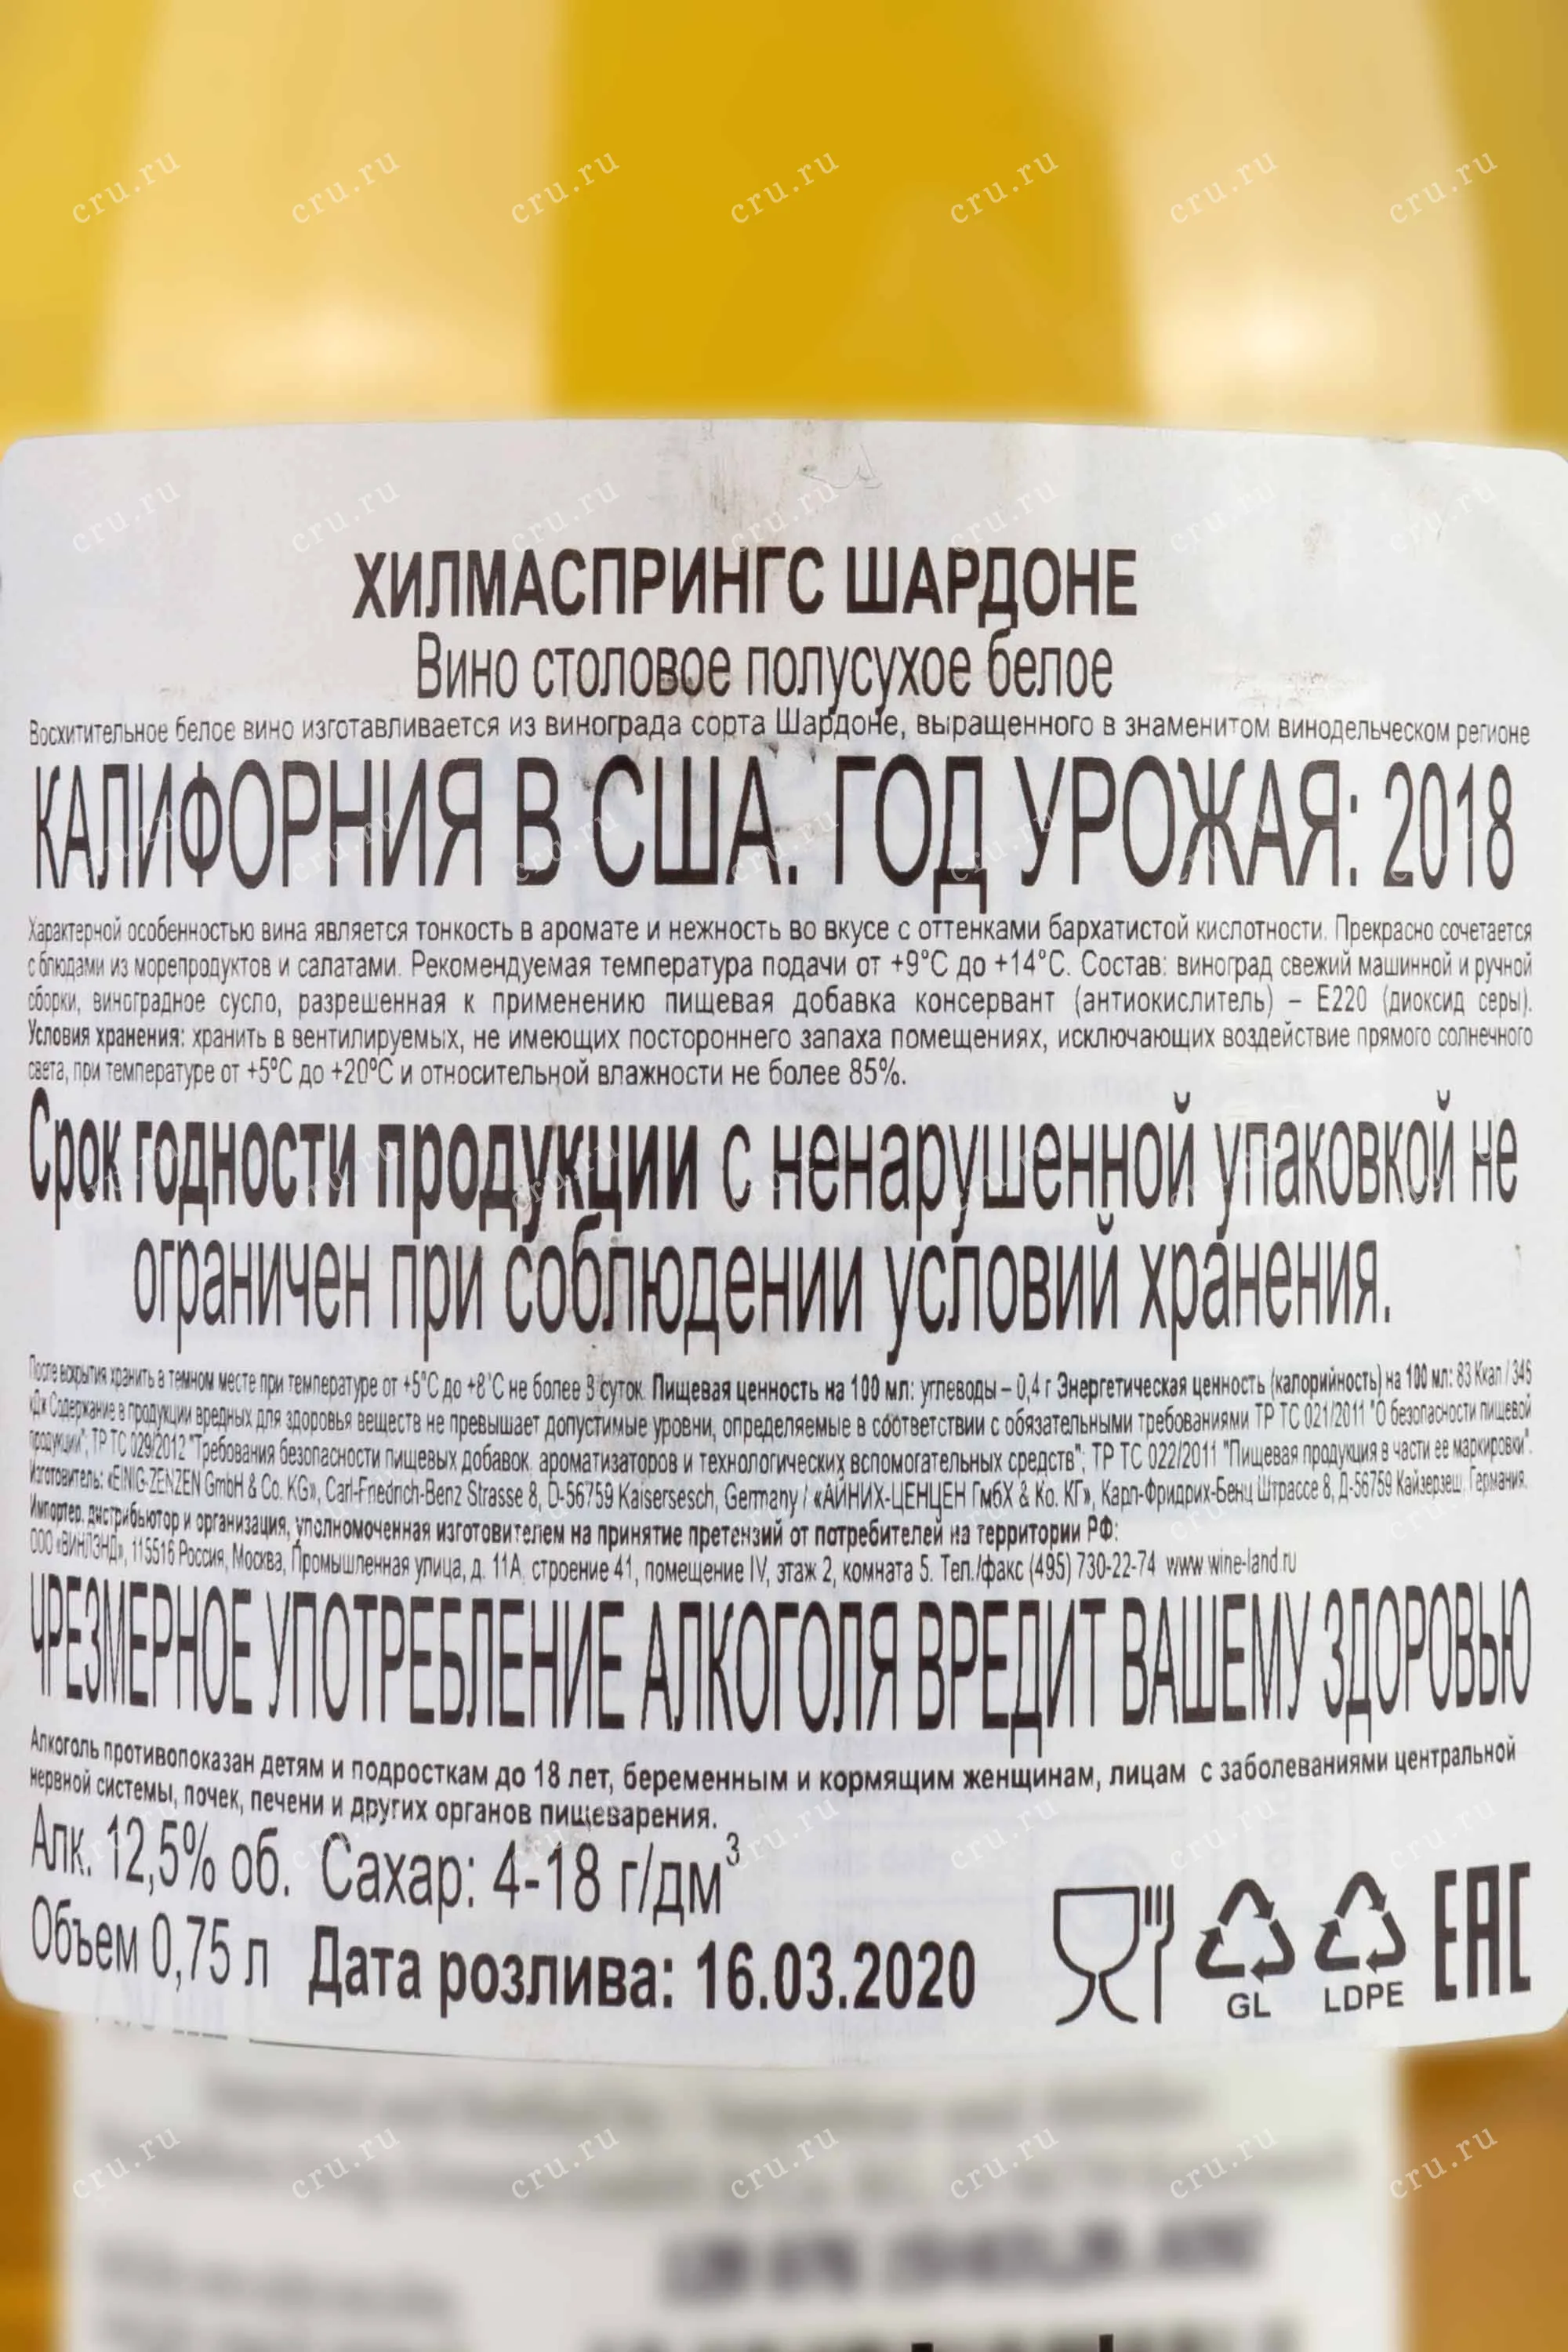 ХИЛМАСПРИНГС ШАРДОНЕ
Вино столовое полусухое белое
Восхитительное белое вино изготавливается из винограда сорта Шардоне, выращенного в знаменитом винодельческом регионе
КАЛИФОРНИЯ В США. ГОД УРОЖАЯ: 2018
Характерной особенностью вина является тонкость в аромате и нежность во вкусе с оттенками бархатистой кислотности. Прекрасно сочетается
с блюдами из морепродуктов и салатами. Рекомендуемая температура подачи от +9°С до +14°С. Состав: виноград свежий машинной и ручной
сборки, виноградное сусло, разрешенная к применению пищевая добавка консервант (антиокислитель) – Е220 (диоксид серы).
Условия хранения: хранить в вентилируемых, не имеющих постороннего запаха помещениях, исключающих воздействие прямого солнечного
света, при температуре от +5ºС до +20ºС и относительной влажности не более 85%.
Срок годности продукции с ненарушенной упаковкой не
ограничен при соблюдении условий хранения.
После вскрытия хранить в темном месте при температуре от +5°С до +8°С не более 3 суток. Пищевая ценность на 100 мл: углеводы – 0,4 г Энергетическая ценность (калорийность) на 100 мл: 83 Ккал / 346
кДж Содержание в продукции вредных для здоровья веществ не превышает допустимые уровни, определяемые в соответствии с обязательными требованиями ТР ТС 021/2011 "О безопасности пищевой
продукции"; ТР ТС 029/2012 "Требования безопасности пищевых добавок, ароматизаторов и технологических вспомогательных средств"; ТР ТС 022/2011 "Пищевая продукция в части ее маркировки".
Изготовитель: «EINIG-ZENZEN GmbH & Co. KG», Carl-Friedrich-Benz Strasse 8, D-56759 Kaisersesch, Germany / «АЙНИХ-ЦЕНЦЕН ГмбХ & Ко. КГ», Карл-Фридрих-Бенц Штрассе 8, Д-56759 Кайзерзеш, Германия.
Импортер, дистрибьютор и организация, уполномоченная изготовителем на принятие претензий от потребителей на территории РФ:
ООО «ВИНЛЭНД», 115516 Россия, Москва, Промышленная улица, д. 11А, строение 41, помещение IV, этаж 2, комната 5. Тел./факс (495) 730-22-74 www.wine-land.ru
ЧРЕЗМЕРНОЕ УПОТРЕБЛЕНИЕ АЛКОГОЛЯ ВРЕДИТ ВАШЕМУ ЗДОРОВЬЮ
Алкоголь противопоказан детям и подросткам до 18 лет, беременным и кормящим женщинам, лицам с заболеваниями центральной
нервной системы, почек, печени и других органов пищеварения.
Алк. 12,5% об. Сахар: 4-18 г/дм³
Объем 0,75 л Дата розлива: 16.03.2020
GL LDPE EAC
cru.ru